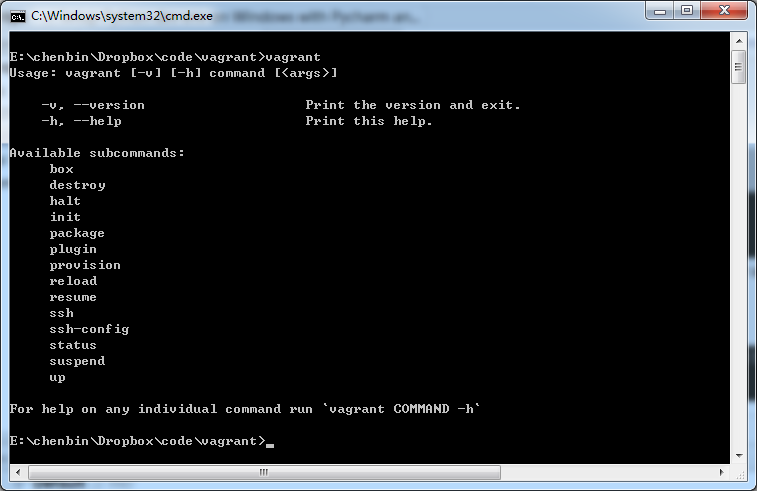 C:\Windows\system32\cmd.exe
E:\chenbin\Dropbox\code\vagrant>vagrant
Usage: vagrant [-v] [-h] command [<args>]
-v, --version Print the version and exit.
-h, --help Print this help.
Available subcommands:
box
destroy
halt
init
package
plugin
provision
reload
resume
ssh
ssh-config
status
suspend
up
For help on any individual command run `vagrant COMMAND -h`
E:\chenbin\Dropbox\code\vagrant>_